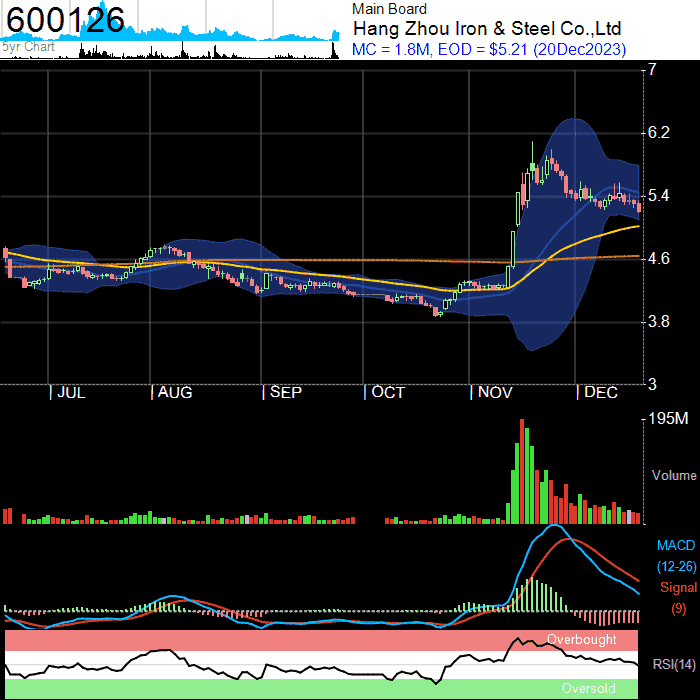 600126
5yr Chart
Main Board
Hang Zhou Iron & Steel Co.,Ltd
MC = 1.8M, EOD = $5.21 (20Dec2023)
7
6.2
5.4
4.6
3.8
3
JUL AUG SEP OCT NOV DEC
195M
Volume
MACD
(12-26)
Signal
(9)
Overbought
RSI(14)
Oversold